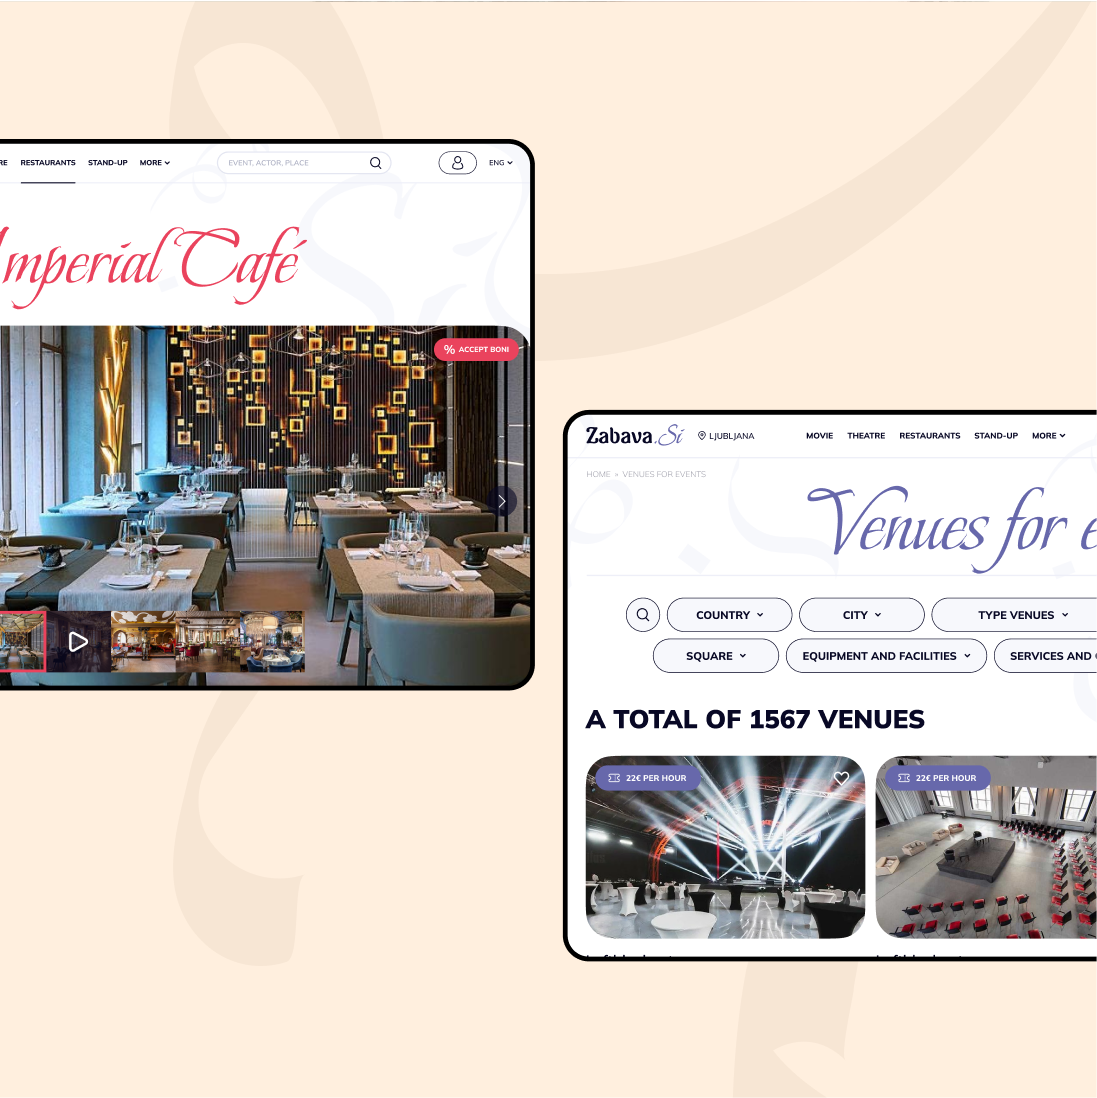 RE RESTAURANTS STAND-UP MORE EVENT, ACTOR, PLACE ENG
Imperial Café
% ACCEPT BONI
Zabava.Si LJUBLJANA MOVIE THEATRE RESTAURANTS STAND-UP MORE
HOME » VENUES FOR EVENTS
Venues for e
COUNTRY CITY TYPE VENUES
SQUARE EQUIPMENT AND FACILITIES SERVICES AND
A TOTAL OF 1567 VENUES
22€ PER HOUR 22€ PER HOUR